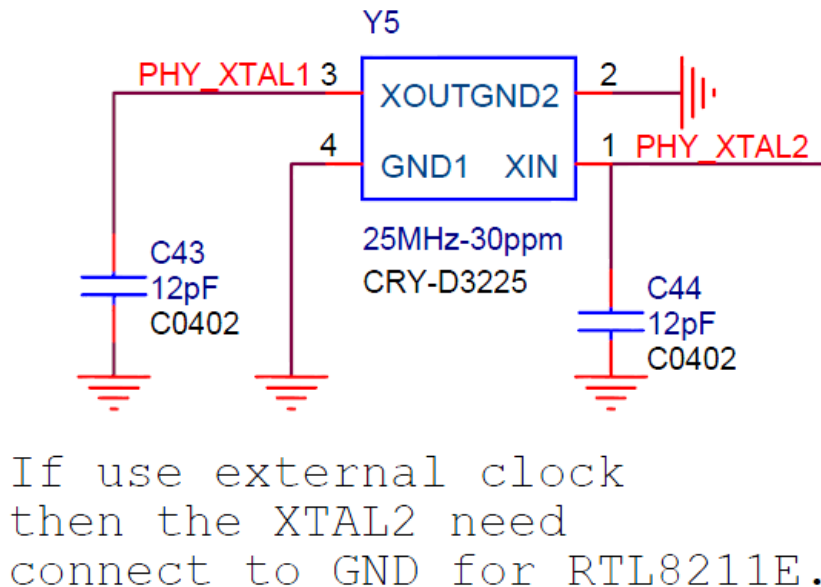 Y5
PHY_XTAL1 3 XOUTGND2 2
4 GND1 XIN 1 PHY_XTAL2
25MHz-30ppm
CRY-D3225
C43
12pF
C0402
C44
12pF
C0402
If use external clock
then the XTAL2 need
connect to GND for RTL8211E.